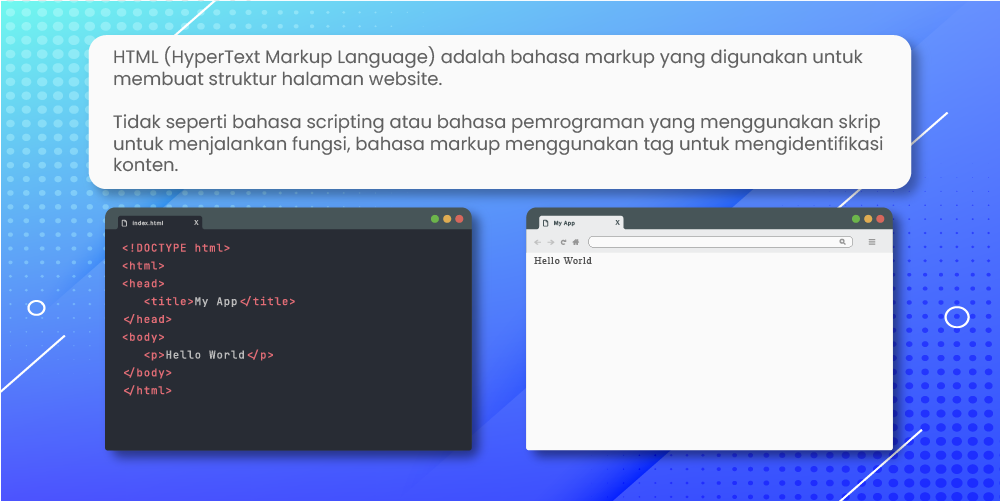 HTML (HyperText Markup Language) adalah bahasa markup yang digunakan untuk
membuat struktur halaman website.
Tidak seperti bahasa scripting atau bahasa pemrograman yang menggunakan skrip
untuk menjalankan fungsi, bahasa markup menggunakan tag untuk mengidentifikasi
konten.
index.html X
<!DOCTYPE html>
<html>
<head>
<title>My App</title>
</head>
<body>
<p>Hello World</p>
</body>
</html>
My App X
Hello World